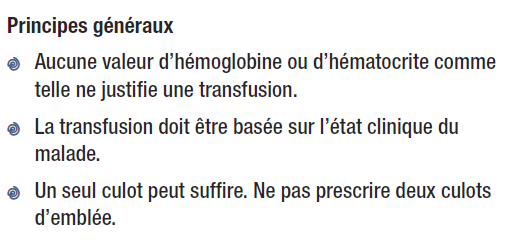 Principes généraux
Aucune valeur d'hémoglobine ou d'hématocrite comme
telle ne justifie une transfusion.
La transfusion doit être basée sur l'état clinique du
malade.
Un seul culot peut suffire. Ne pas prescrire deux culots
d'emblée.